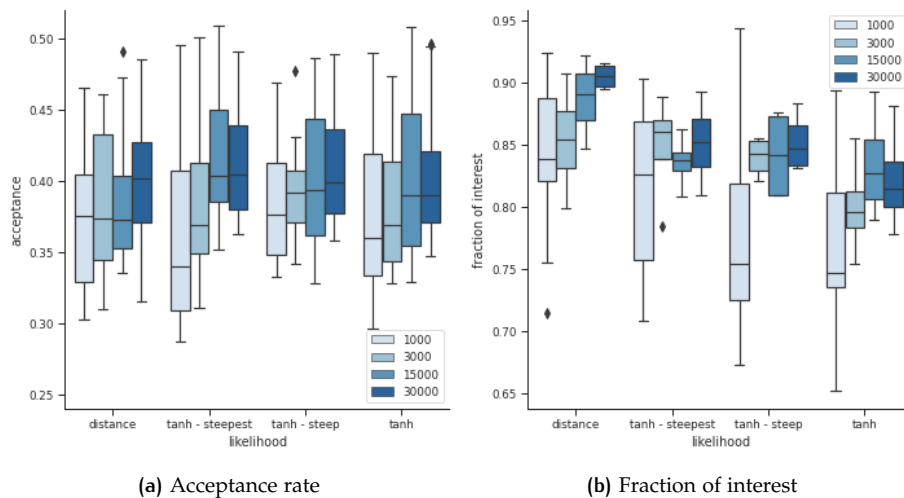 0.50
0.45
0.40
0.35
0.30
0.25
acceptance
distance
tanh - steepest
tanh - steep
tanh
likelihood
1000
3000
15000
30000
(a) Acceptance rate
0.95
0.90
0.85
0.80
0.75
0.70
0.65
fraction of interest
distance
tanh - steepest
tanh - steep
tanh
likelihood
1000
3000
15000
30000
(b) Fraction of interest